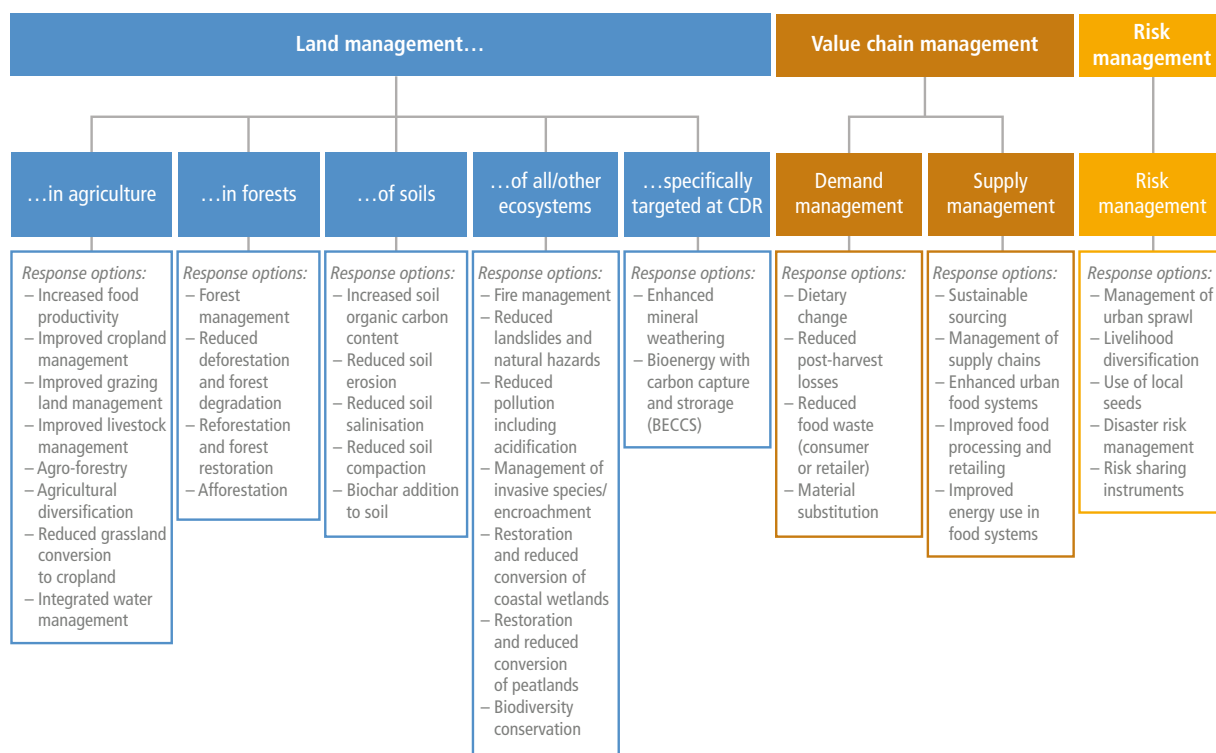 Land management…
Value chain management
Risk
management
…in agriculture
…in forests
…of soils
…of all/other
ecosystems
…specifically
targeted at CDR
Demand
management
Supply
management
Risk
management
Response options:
– Increased food
productivity
– Improved cropland
management
– Improved grazing
land management
– Improved livestock
management
– Agro-forestry
– Agricultural
diversification
– Reduced grassland
conversion
to cropland
– Integrated water
management
Response options:
– Forest
management
– Reduced
deforestation
and forest
degradation
– Reforestation
and forest
restoration
– Afforestation
Response options:
– Increased soil
organic carbon
content
– Reduced soil
erosion
– Reduced soil
salinisation
– Reduced soil
compaction
– Biochar addition
to soil
Response options:
– Fire management
– Reduced
landslides and
natural hazards
– Reduced
pollution
including
acidification
– Management of
invasive species/
encroachment
– Restoration
and reduced
conversion of
coastal wetlands
– Restoration
and reduced
conversion
of peatlands
– Biodiversity
conservation
Response options:
– Enhanced
mineral
weathering
– Bioenergy with
carbon capture
and strorage
(BECCS)
Response options:
– Dietary
change
– Reduced
post-harvest
losses
– Reduced
food waste
(consumer
or retailer)
– Material
substitution
Response options:
– Sustainable
sourcing
– Management of
supply chains
– Enhanced urban
food systems
– Improved food
processing and
retailing
– Improved
energy use in
food systems
Response options:
– Management of
urban sprawl
– Livelihood
diversification
– Use of local
seeds
– Disaster risk
management
– Risk sharing
instruments